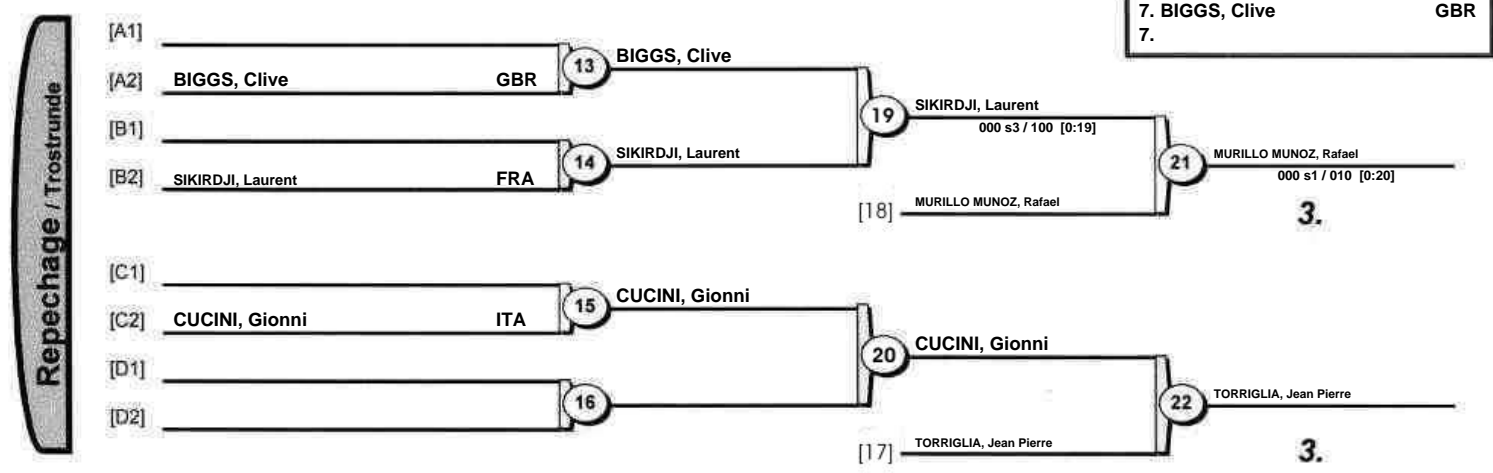 7. BIGGS, Clive GBR
7.
Repechage / Trostrunde
[A1]
[A2] BIGGS, Clive GBR
13 BIGGS, Clive
[B1]
[B2] SIKIRDJI, Laurent FRA
14 SIKIRDJI, Laurent
19 SIKIRDJI, Laurent
000 s3 / 100 [0:19]
[18] MURILLO MUNOZ, Rafael
21 MURILLO MUNOZ, Rafael
000 s1 / 010 [0:20]
3.
[C1]
[C2] CUCINI, Gionni ITA
15 CUCINI, Gionni
[D1]
[D2]
16
20 CUCINI, Gionni
[17] TORRIGLIA, Jean Pierre
22 TORRIGLIA, Jean Pierre
3.